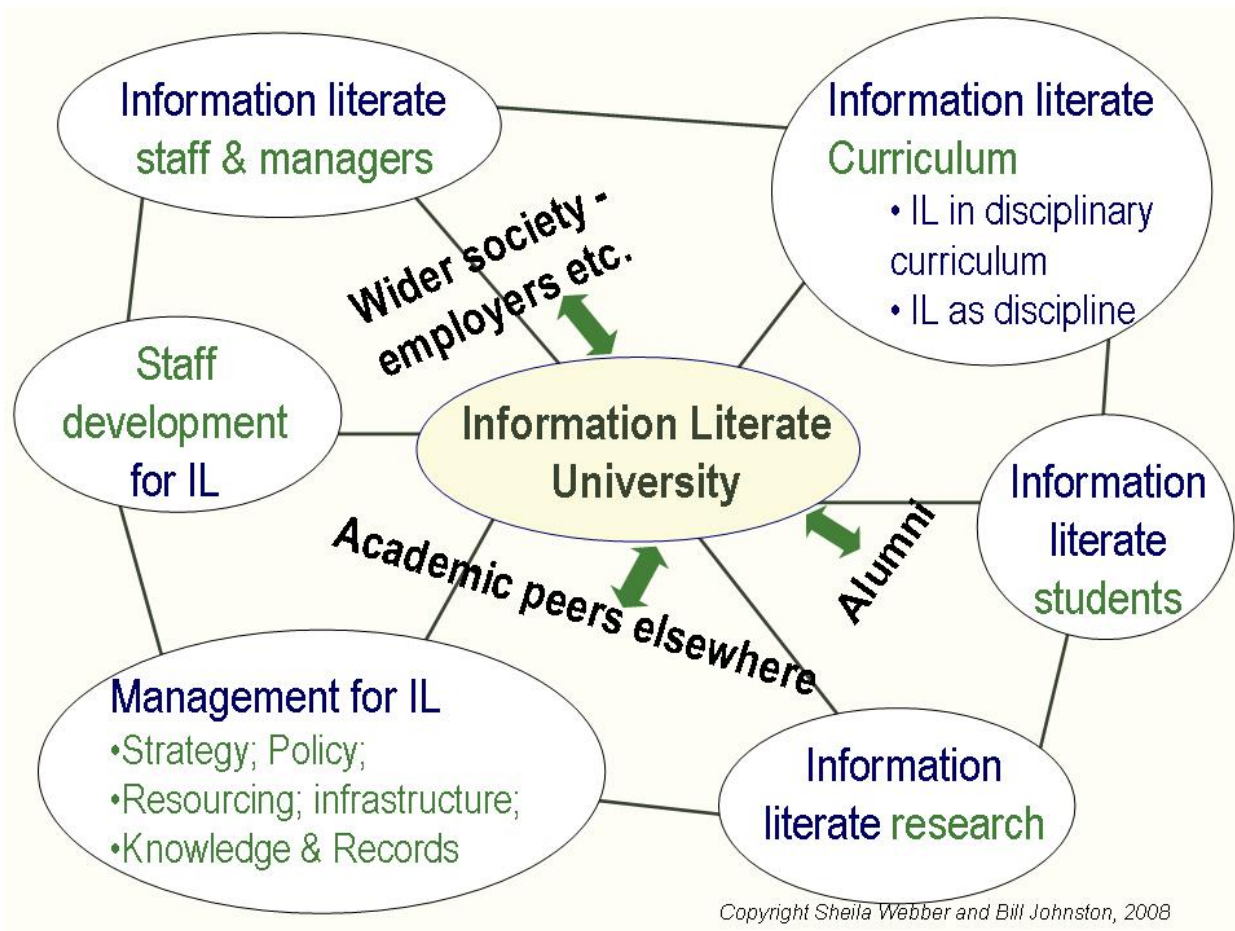 Information literate
staff & managers
Information literate
Curriculum
• IL in disciplinary
curriculum
• IL as discipline
Wider society -
employers etc.
Staff
development
for IL
Information Literate
University
Information
literate
students
Alumni
Academic peers elsewhere
Management for IL
•Strategy; Policy;
•Resourcing; infrastructure;
•Knowledge & Records
Information
literate research
Copyright Sheila Webber and Bill Johnston, 2008